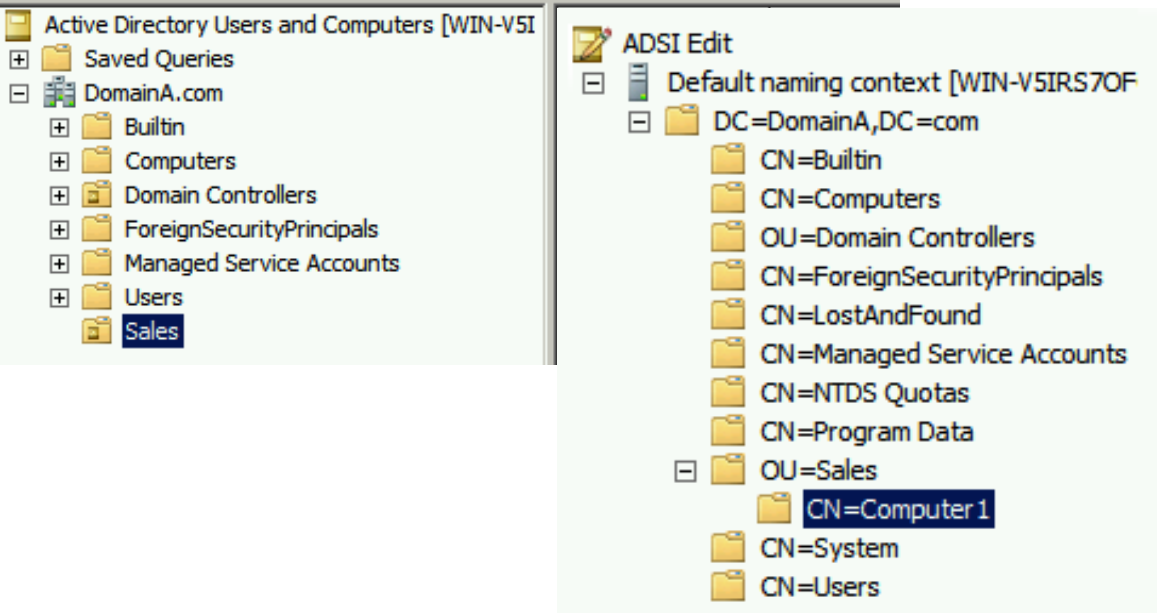 Active Directory Users and Computers [WIN-V5I
Saved Queries
DomainA.com
Builtin
Computers
Domain Controllers
ForeignSecurityPrincipals
Managed Service Accounts
Users
Sales
ADSI Edit
Default naming context [WIN-V5IRS7OF
DC=DomainA,DC=com
CN=Builtin
CN=Computers
OU=Domain Controllers
CN=ForeignSecurityPrincipals
CN=LostAndFound
CN=Managed Service Accounts
CN=NTDS Quotas
CN=Program Data
OU=Sales
CN=Computer1
CN=System
CN=Users